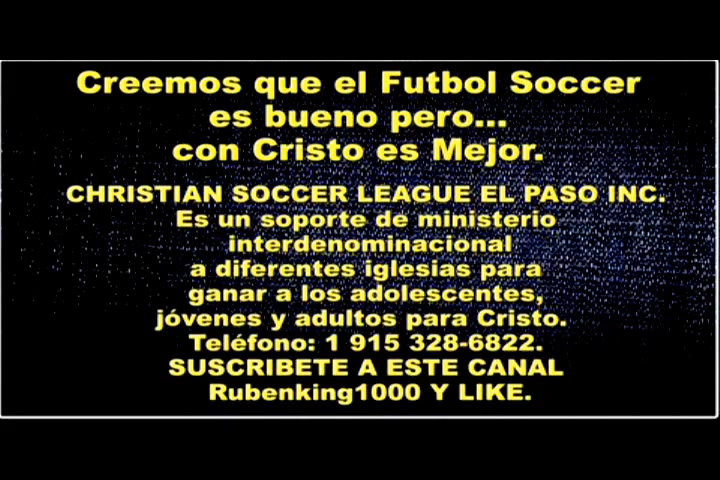 Creemos que el Futbol Soccer
es bueno pero...
con Cristo es Mejor.
CHRISTIAN SOCCER LEAGUE EL PASO INC.
Es un soporte de ministerio
interdenominacional
a diferentes iglesias para
ganar a los adolescentes,
jóvenes y adultos para Cristo.
Teléfono: 1 915 328-6822.
SUSCRIBETE A ESTE CANAL
Rubenking1000 Y LIKE.